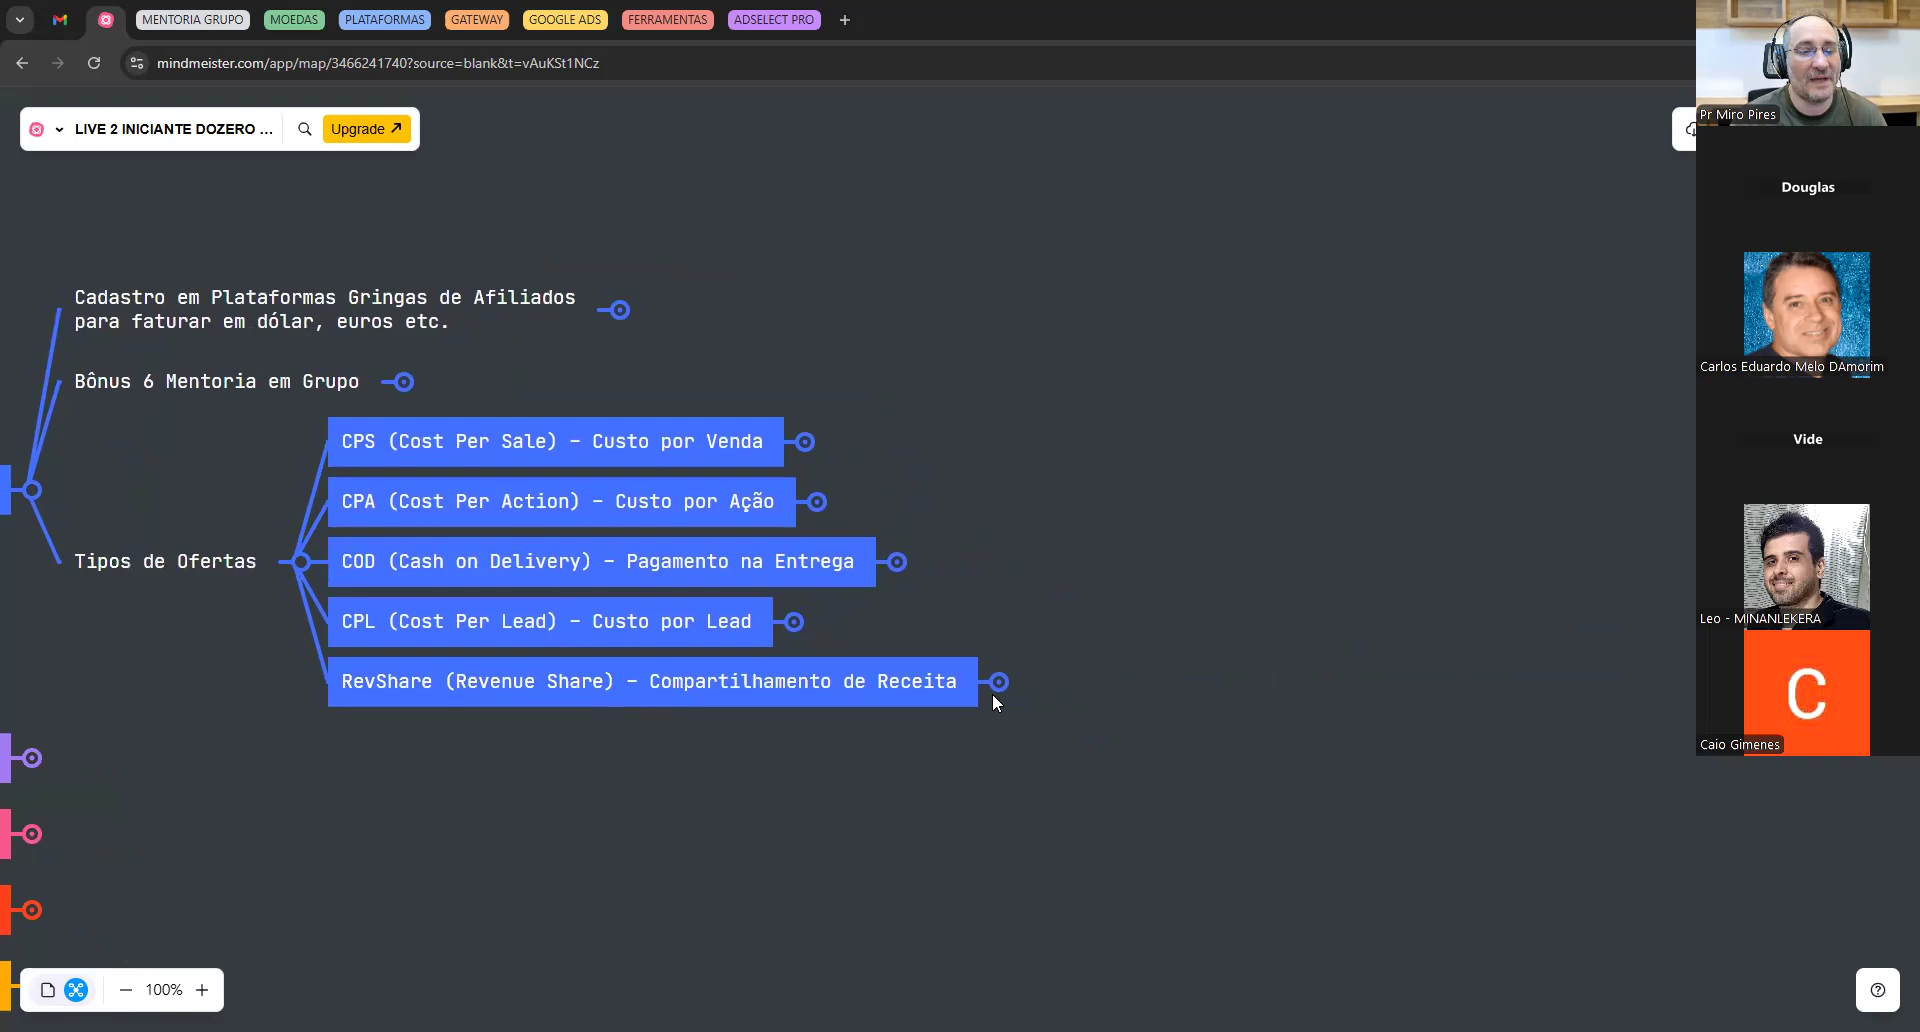 MENTORIA GRUPO
MOEDAS
PLATAFORMAS
GATEWAY
GOOGLE ADS
FERRAMENTAS
ADSELECT PRO
mindmeister.com/app/map/3466241740?source=blank&t=vAuKSt1NCz
LIVE 2 INICIANTE DOZERO ...
Upgrade
Cadastro em Plataformas Gringas de Afiliados
para faturar em dólar, euros etc.
Bônus 6 Mentoria em Grupo
Tipos de Ofertas
CPS (Cost Per Sale) – Custo por Venda
CPA (Cost Per Action) – Custo por Ação
COD (Cash on Delivery) – Pagamento na Entrega
CPL (Cost Per Lead) – Custo por Lead
RevShare (Revenue Share) – Compartilhamento de Receita
100%
Pr Miro Pires
Douglas
Carlos Eduardo Melo DAmorim
Vide
Leo - MINANLEKERA
C
Caio Gimenes